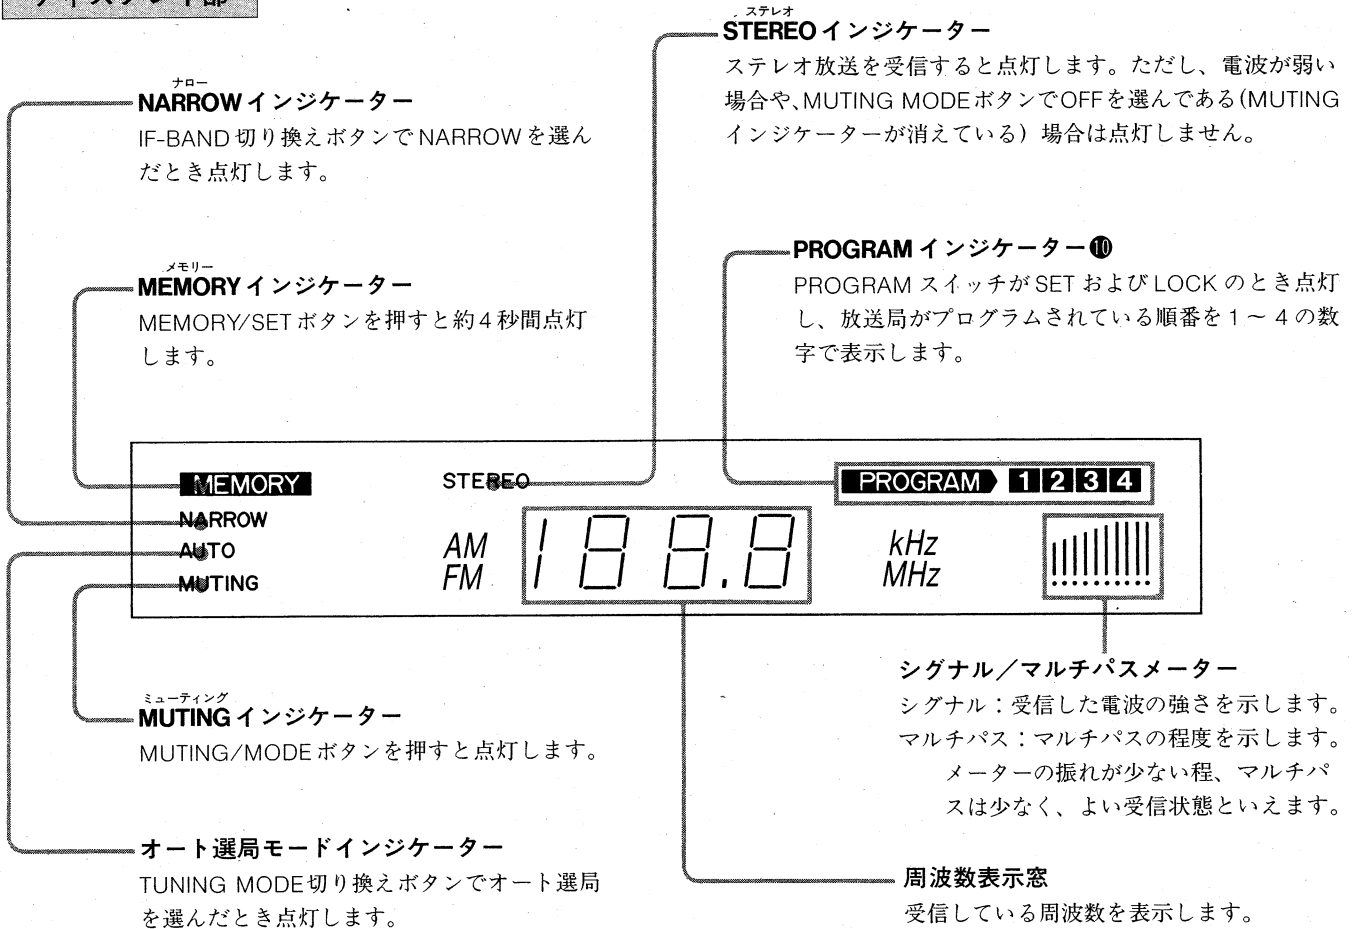 ディスプレイ部
ステレオ
STEREOインジケーター
ステレオ放送を受信すると点灯します。ただし、電波が弱い
場合や、MUTING MODEボタンでOFFを選んである(MUTING
インジケーターが消えている)場合は点灯しません。
ナロー
NARROWインジケーター
IF-BAND切り換えボタンでNARROWを選ん
だとき点灯します。
メモリー
MEMORYインジケーター
MEMORY/SETボタンを押すと約4秒間点灯
します。
PROGRAMインジケーター❿
PROGRAMスイッチがSETおよびLOCKのとき点灯
し、放送局がプログラムされている順番を1~4の数
字で表示します。
MEMORY
NARROW
AUTO
MUTING
STEREO
AM
FM
188.8
PROGRAM 1 2 3 4
kHz
MHz
ミューティング
MUTINGインジケーター
MUTING/MODEボタンを押すと点灯します。
オート選局モードインジケーター
TUNING MODE切り換えボタンでオート選局
を選んだとき点灯します。
シグナル/マルチパスメーター
シグナル:受信した電波の強さを示します。
マルチパス:マルチパスの程度を示します。
メーターの振れが少ない程、マルチパ
スは少なく、よい受信状態といえます。
周波数表示窓
受信している周波数を表示します。